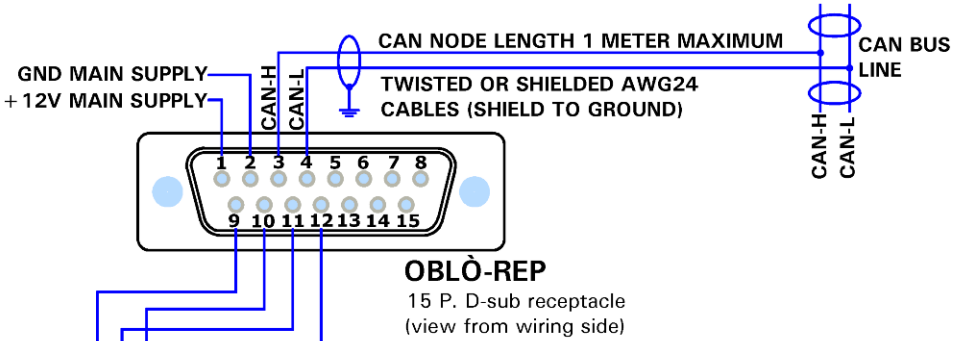 CAN NODE LENGTH 1 METER MAXIMUM
CAN BUS
LINE
GND MAIN SUPPLY
+12V MAIN SUPPLY
CAN-H
CAN-L
TWISTED OR SHIELDED AWG24
CABLES (SHIELD TO GROUND)
CAN-H
CAN-L
1 2 3 4 5 6 7 8
9 10 11 12 13 14 15
OBLÒ-REP
15 P. D-sub receptacle
(view from wiring side)